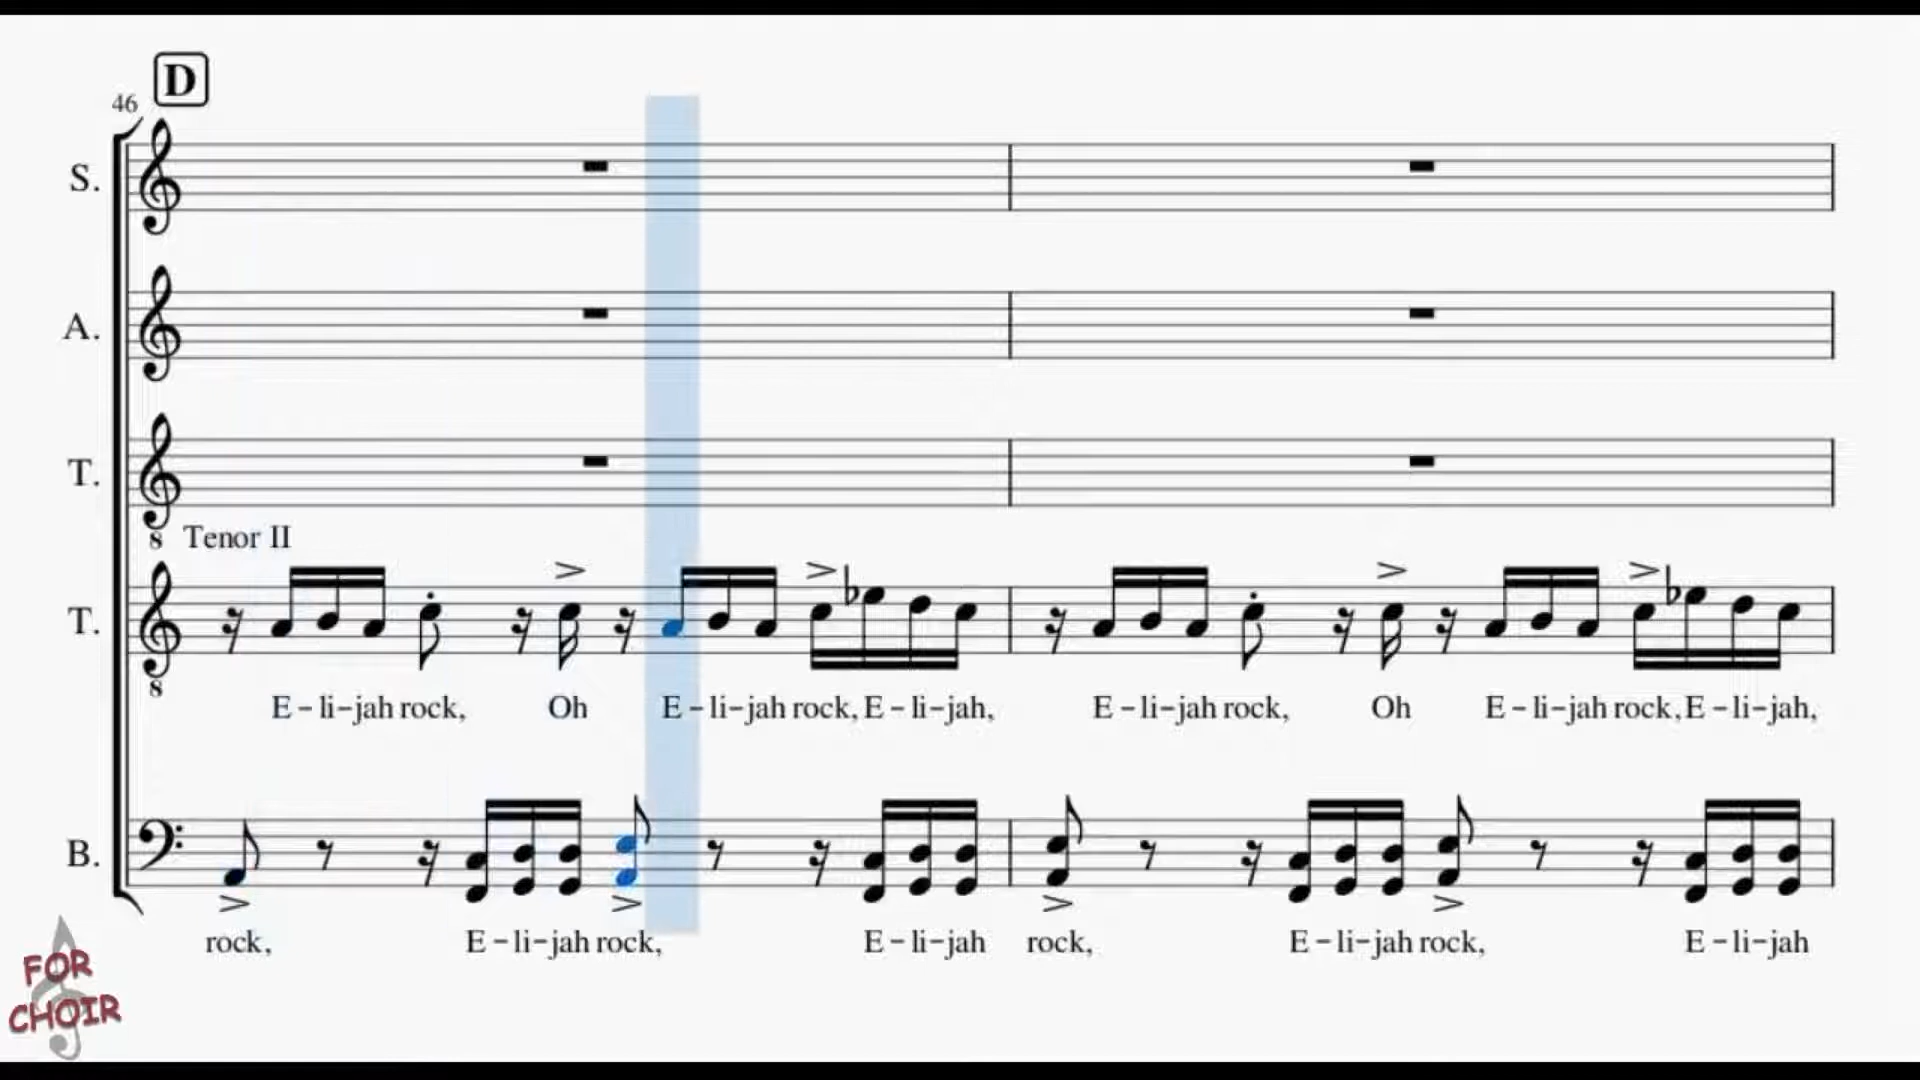 D
46
S.
A.
T.
8
Tenor II
T.
8
E-li-jah rock, Oh E-li-jah rock, E-li-jah, E-li-jah rock, Oh E-li-jah rock, E-li-jah,
B.
rock, E-li-jah rock, E-li-jah rock, E-li-jah rock, E-li-jah
FOR
CHOIR